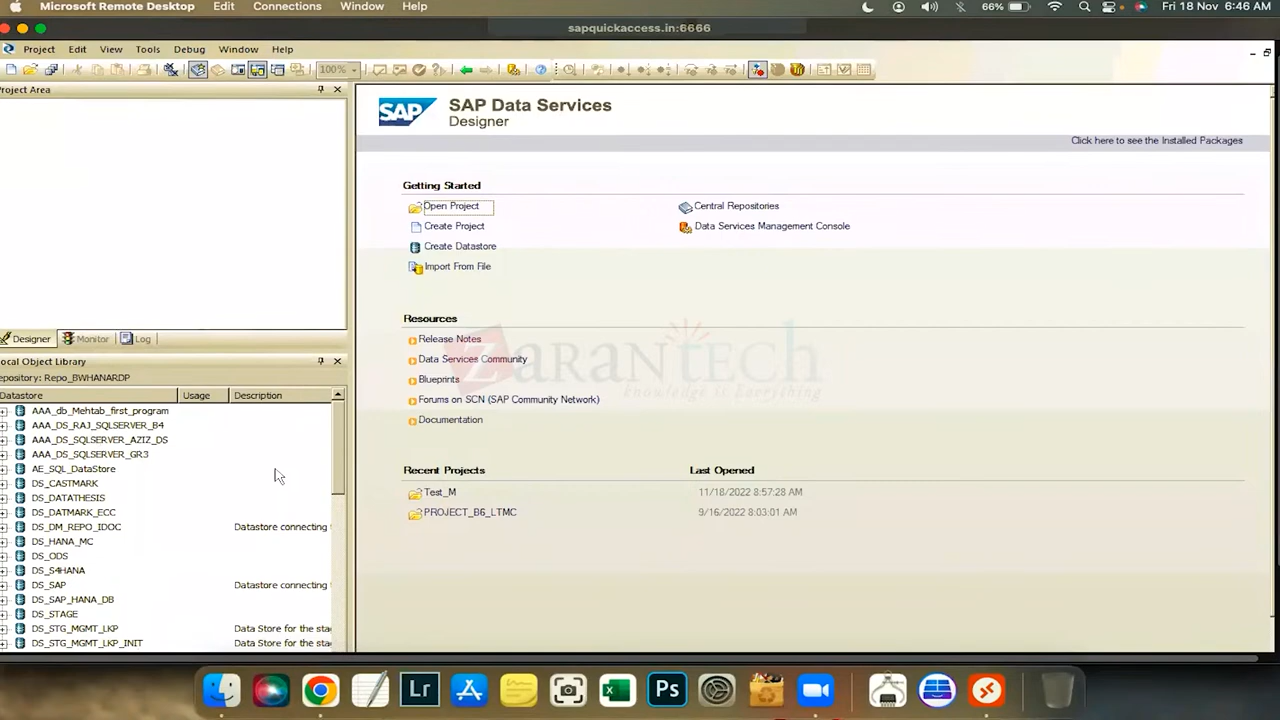 Microsoft Remote Desktop Edit Connections Window Help 66% Fri 18 Nov 6:46 AM
sapquickaccess.in:6666
Project Edit View Tools Debug Window Help
100%
Project Area
SAP SAP Data Services
Designer
Click here to see the Installed Packages
Getting Started
Open Project Central Repositories
Create Project Data Services Management Console
Create Datastore
Import From File
Resources
Release Notes
Data Services Community
Blueprints
Forums on SCN (SAP Community Network)
Documentation
ZaranTech
Knowledge is Everything
Recent Projects Last Opened
Test_M 11/18/2022 8:57:28 AM
PROJECT_B6_LTMC 9/16/2022 8:03:01 AM
Designer Monitor Log
ocal Object Library
epository: Repo_BWHANARDP
Datastore Usage Description
AAA_db_Mehtab_first_program
AAA_DS_RAJ_SQLSERVER_B4
AAA_DS_SQLSERVER_AZIZ_DS
AAA_DS_SQLSERVER_GR3
AE_SQL_DataStore
DS_CASTMARK
DS_DATATHESIS
DS_DATMARK_ECC
DS_DM_REPO_IDOC Datastore connecting
DS_HANA_MC
DS_ODS
DS_S4HANA
DS_SAP Datastore connecting
DS_SAP_HANA_DB
DS_STAGE
DS_STG_MGMT_LKP Data Store for the sta
DS_STG_MGMT_LKP_INIT Data Store for the sta
Lr Ps